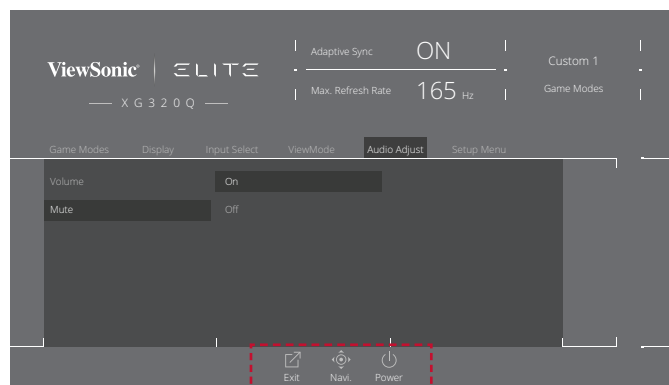 ViewSonic® ELITE
XG320Q
Adaptive Sync ON
Max. Refresh Rate 165 Hz
Custom 1
Game Modes
Game Modes Display Input Select ViewMode Audio Adjust Setup Menu
Volume On
Mute Off
Exit Navi. Power